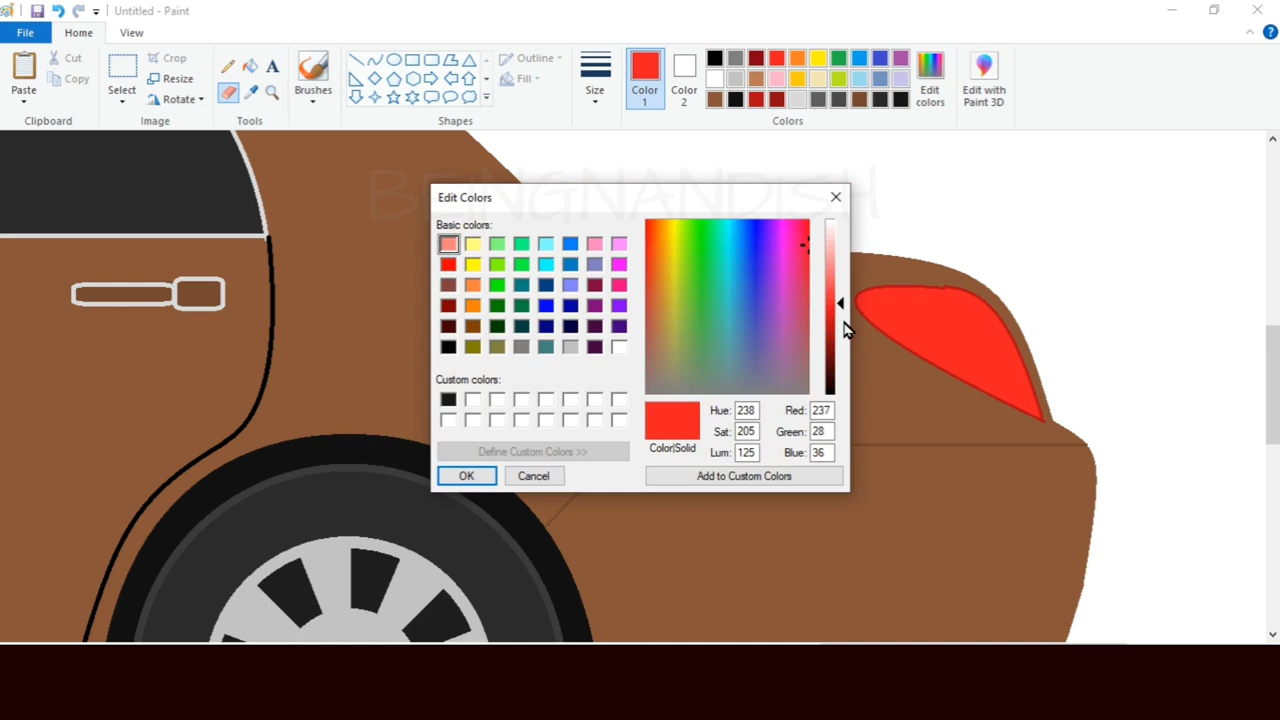 Untitled - Paint
File Home View
Paste Cut Copy Clipboard
Select Crop Resize Rotate Image
Tools
Brushes
Outline Fill Shapes
Size
Color 1 Color 2 Edit colors Colors
Edit with Paint 3D
BEINGNANDISH
Edit Colors
Basic colors:
Custom colors:
Define Custom Colors >>
OK Cancel
Color|Solid
Hue: 238 Red: 237
Sat: 205 Green: 28
Lum: 125 Blue: 36
Add to Custom Colors